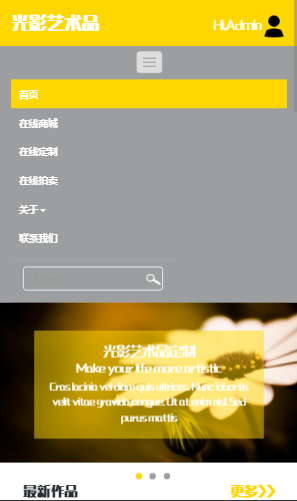 光影艺术品
Hi,Admin
首页
在线商城
在线定制
在线拍卖
关于
联系我们
光影艺术品定制
Make your life more artistic
Cras lacinia vel diam quis ultrices. Nunc lobortis
velit vitae gravida congue. Ut at enim nisl. Sed
purus mattis
最新作品
更多